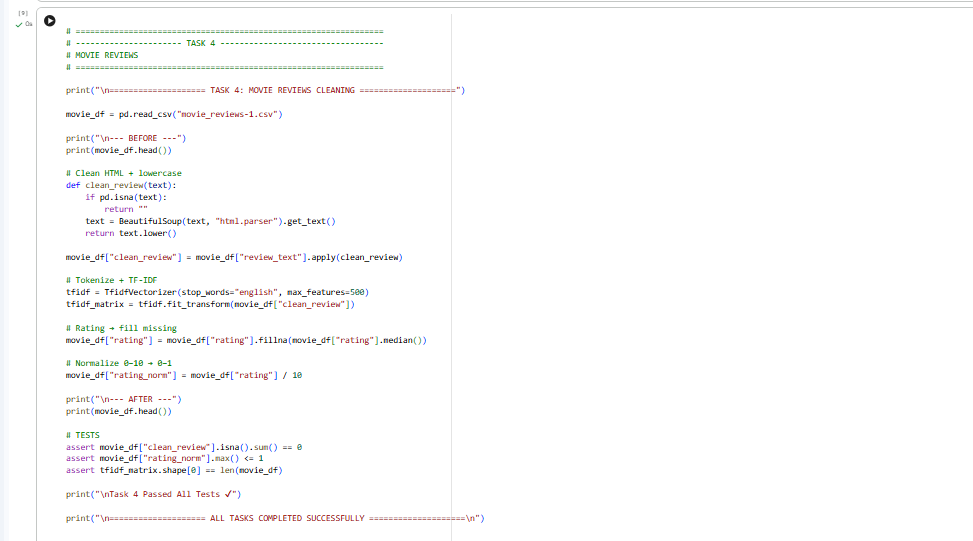 [9]
✓ 0s
# ================================================================
# ---------------------- TASK 4 ----------------------------------
# MOVIE REVIEWS
# ================================================================
print("\n==================== TASK 4: MOVIE REVIEWS CLEANING ====================")
movie_df = pd.read_csv("movie_reviews-1.csv")
print("\n--- BEFORE ---")
print(movie_df.head())
# Clean HTML + lowercase
def clean_review(text):
    if pd.isna(text):
        return ""
    text = BeautifulSoup(text, "html.parser").get_text()
    return text.lower()
movie_df["clean_review"] = movie_df["review_text"].apply(clean_review)
# Tokenize + TF-IDF
tfidf = TfidfVectorizer(stop_words="english", max_features=500)
tfidf_matrix = tfidf.fit_transform(movie_df["clean_review"])
# Rating → fill missing
movie_df["rating"] = movie_df["rating"].fillna(movie_df["rating"].median())
# Normalize 0–10 → 0–1
movie_df["rating_norm"] = movie_df["rating"] / 10
print("\n--- AFTER ---")
print(movie_df.head())
# TESTS
assert movie_df["clean_review"].isna().sum() == 0
assert movie_df["rating_norm"].max() <= 1
assert tfidf_matrix.shape[0] == len(movie_df)
print("\nTask 4 Passed All Tests ✓")
print("\n==================== ALL TASKS COMPLETED SUCCESSFULLY ====================\n")